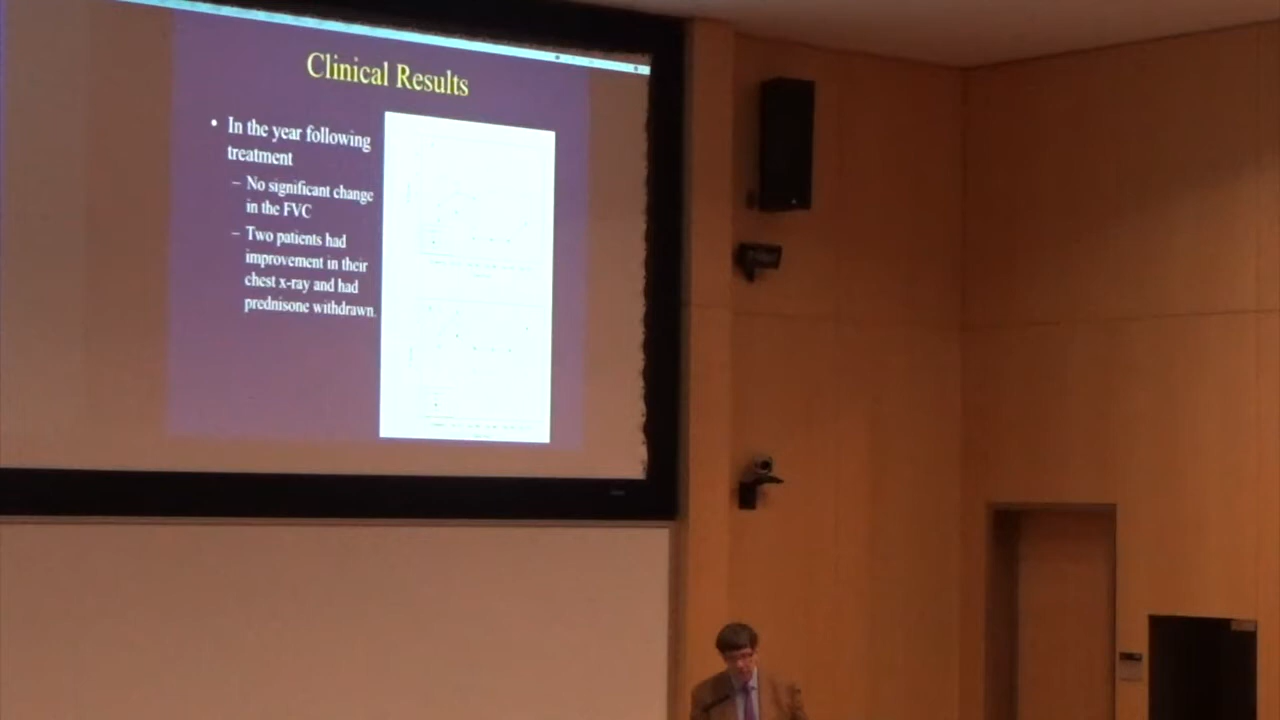 Clinical Results
• In the year following
treatment
– No significant change
in the FVC
– Two patients had
improvement in their
chest x-ray and had
prednisone withdrawn.